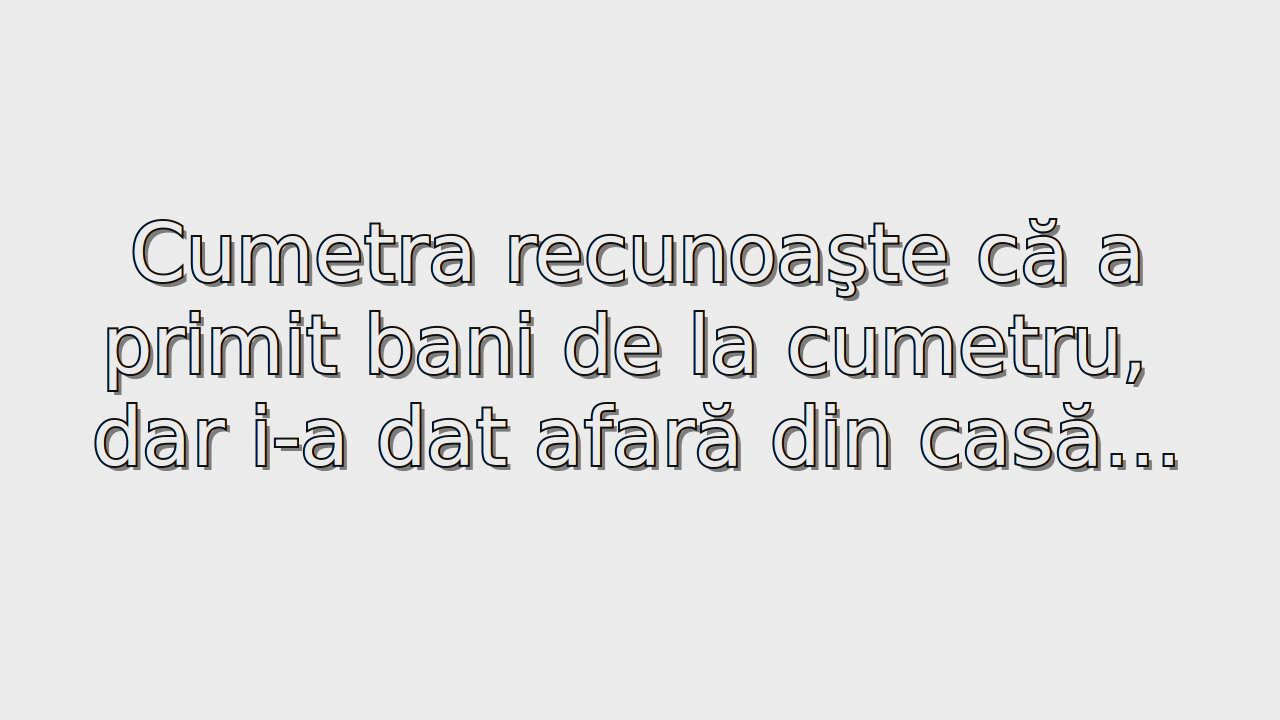 Cumetra recunoaşte că a
primit bani de la cumetru,
dar i-a dat afară din casă...